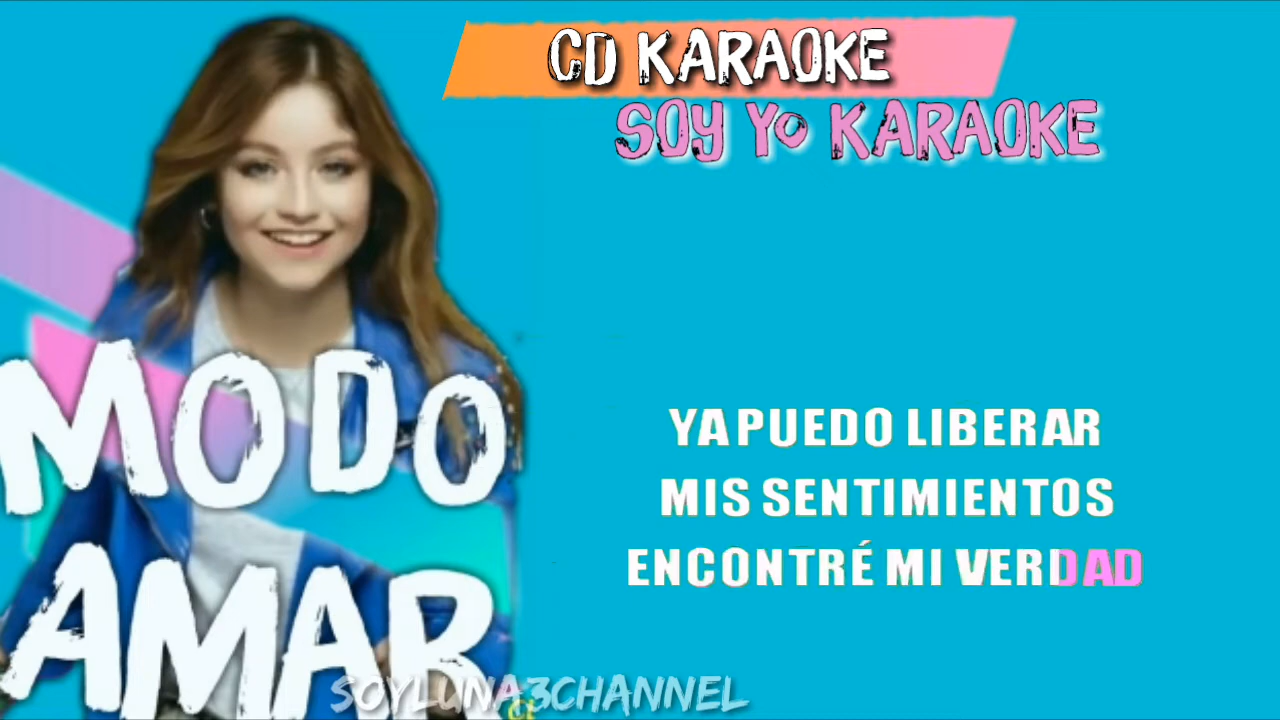 CD KARAOKE
SOY YO KARAOKE
MODO
AMAR
YA PUEDO LIBERAR
MIS SENTIMIENTOS
ENCONTRÉ MI VERDAD
SOYLUNA3CHANNEL